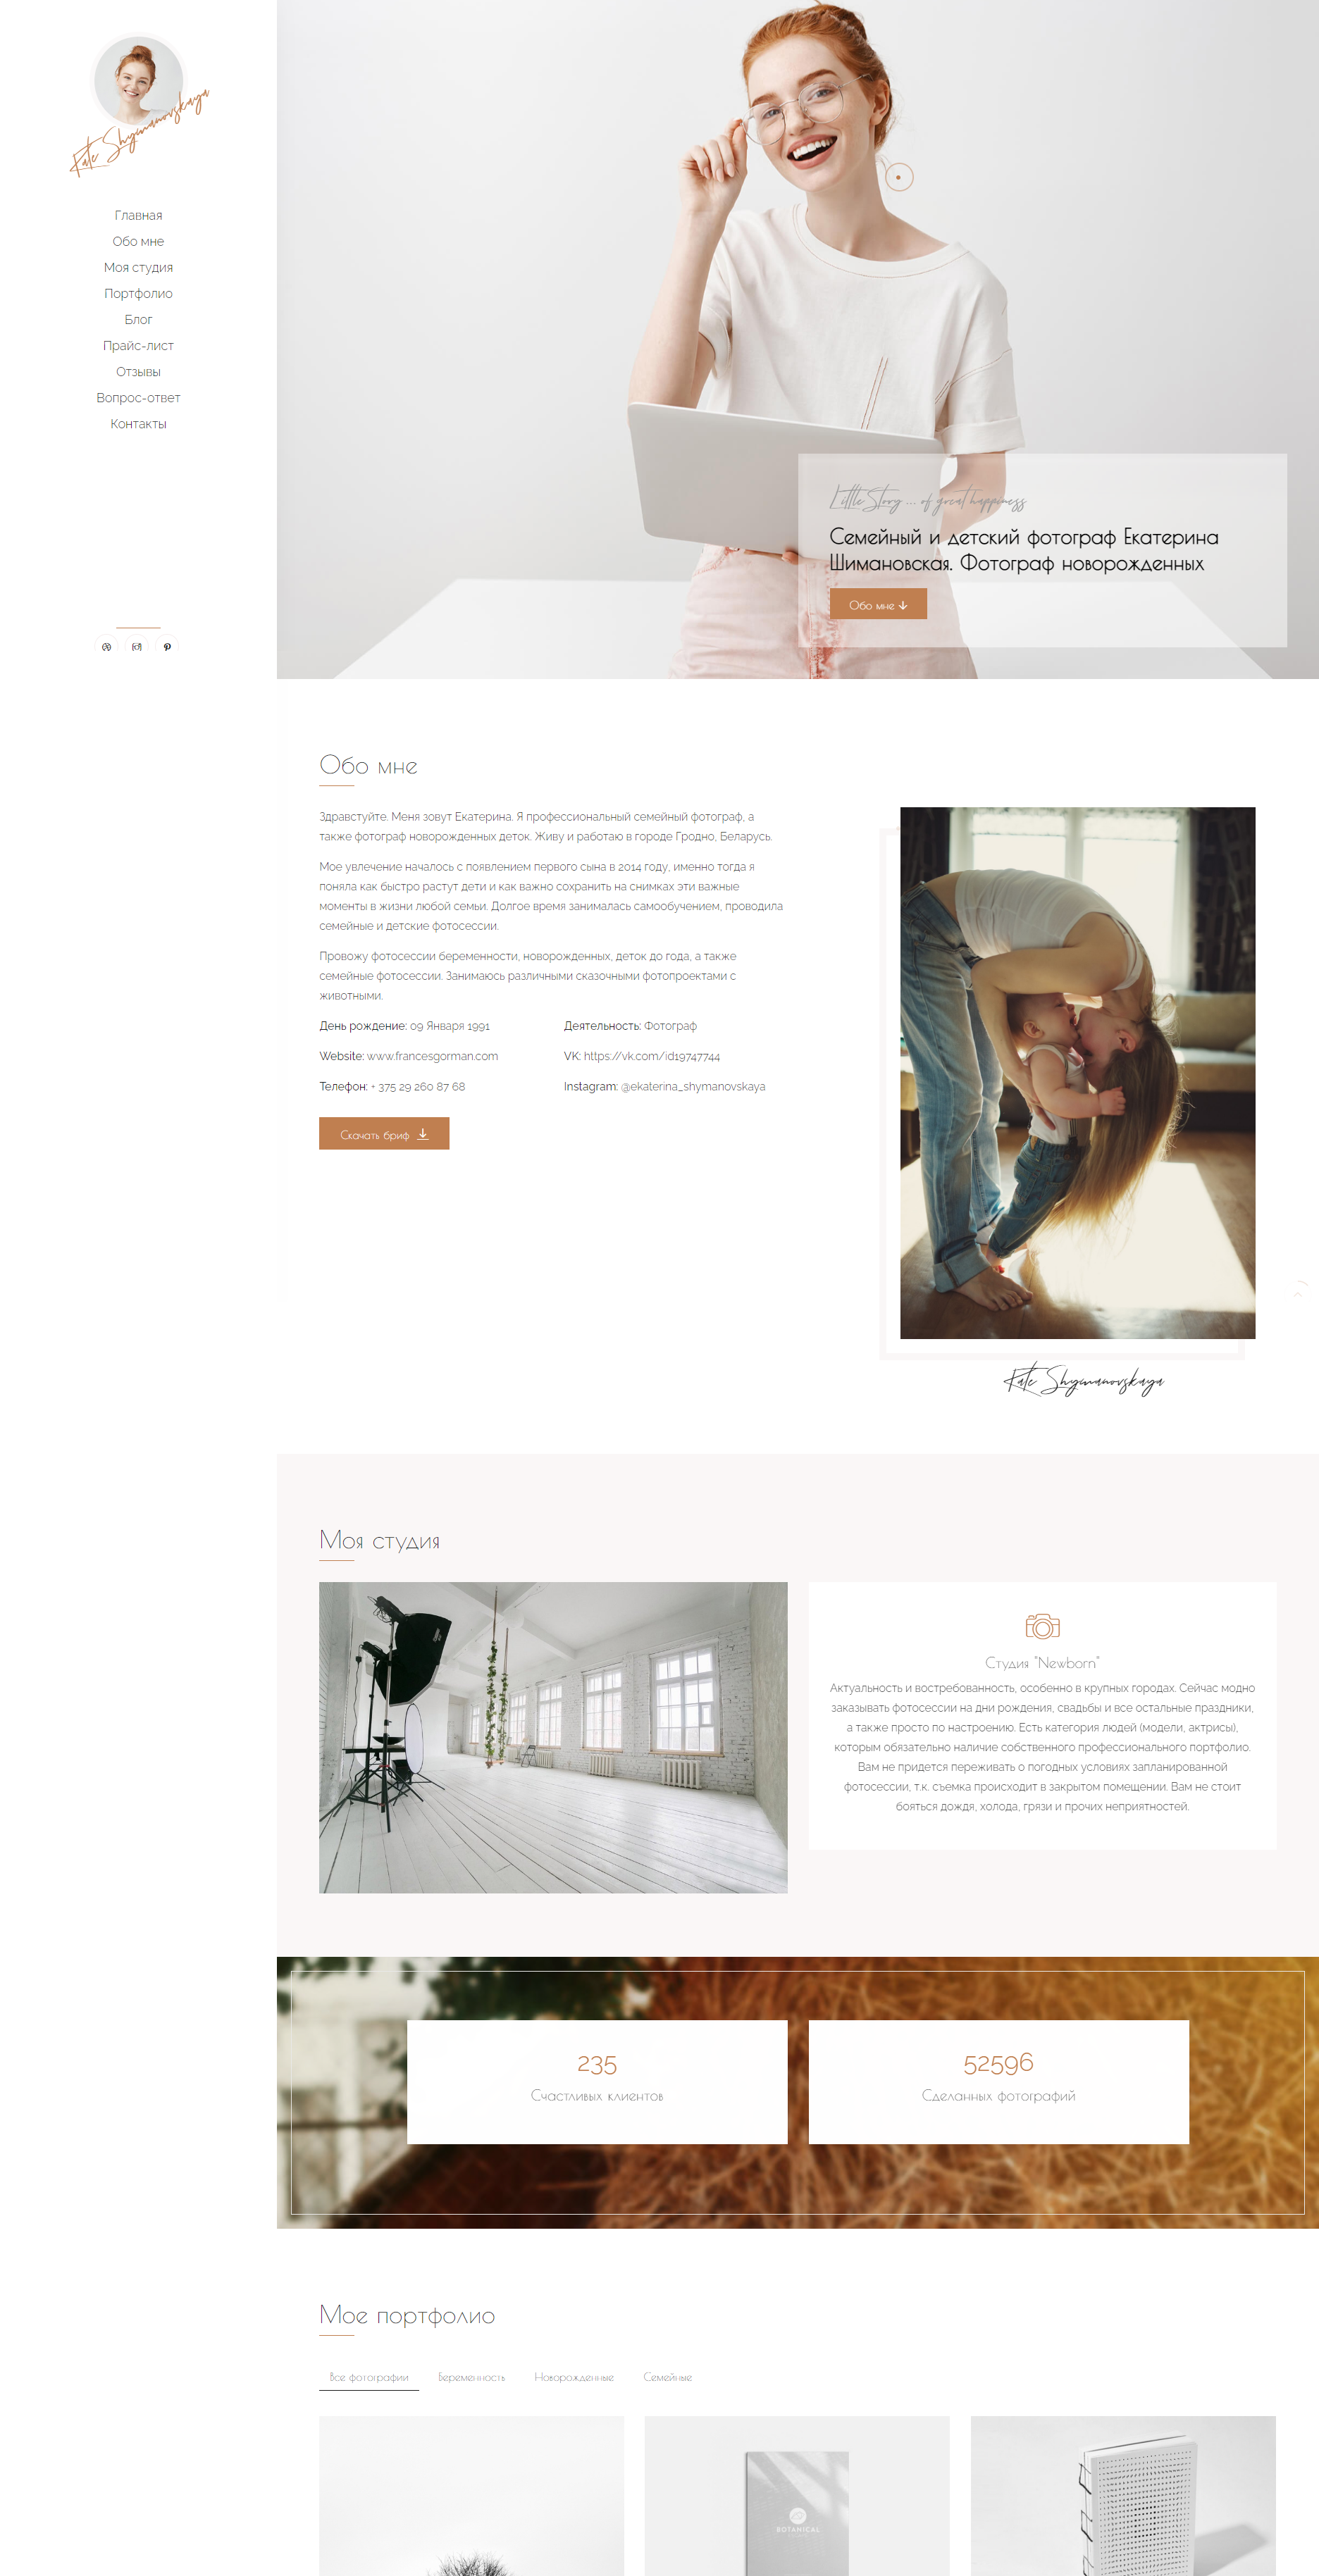 Kate Shymanovskaya
Главная
Обо мне
Моя студия
Портфолио
Блог
Прайс-лист
Отзывы
Вопрос-ответ
Контакты
Little Story ... of great happiness
Семейный и детский фотограф Екатерина
Шимановская. Фотограф новорожденных
Обо мне
Обо мне
Здравствуйте. Меня зовут Екатерина. Я профессиональный семейный фотограф, а
также фотограф новорожденных деток. Живу и работаю в городе Гродно, Беларусь.
Мое увлечение началось с появлением первого сына в 2014 году, именно тогда я
поняла как быстро растут дети и как важно сохранить на снимках эти важные
моменты в жизни любой семьи. Долгое время занималась самообучением, проводила
семейные и детские фотосессии.
Провожу фотосессии беременности, новорожденных, деток до года, а также
семейные фотосессии. Занимаюсь различными сказочными фотопроектами с
животными.
День рождение: 09 Января 1991
Деятельность: Фотограф
Website: www.francesgorman.com
VK: https://vk.com/id19747744
Телефон: + 375 29 260 87 68
Instagram: @ekaterina_shymanovskaya
Скачать бриф
Kate Shymanovskaya
Моя студия
Студия "Newborn"
Актуальность и востребованность, особенно в крупных городах. Сейчас модно
заказывать фотосессии на дни рождения, свадьбы и все остальные праздники,
а также просто по настроению. Есть категория людей (модели, актрисы),
которым обязательно наличие собственного профессионального портфолио.
Вам не придется переживать о погодных условиях запланированной
фотосессии, т.к. съемка происходит в закрытом помещении. Вам не стоит
бояться дождя, холода, грязи и прочих неприятностей.
235
Счастливых клиентов
52596
Сделанных фотографий
Мое портфолио
Все фотографии
Беременность
Новорожденные
Семейные
BOTANICAL